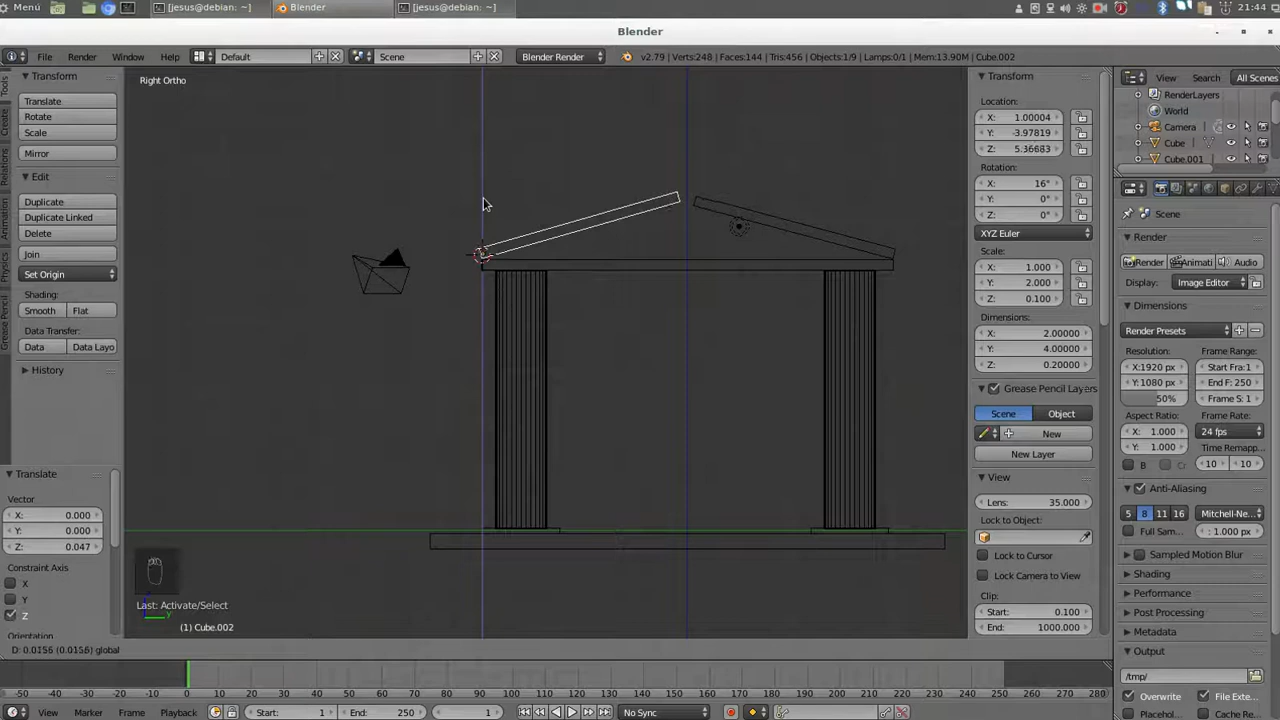 Menú [jesus@debian: ~] Blender [jesus@debian: ~] 21:44
Blender
File Render Window Help Default Scene Blender Render v2.79 | Verts:248 | Faces:144 | Tris:456 | Objects:1/9 | Lamps:0/1 | Mem:13.90M | Cube.002
Tools
Create
Relations
Animation
Physics
Grease Pencil
Transform
Translate
Rotate
Scale
Mirror
Edit
Duplicate
Duplicate Linked
Delete
Join
Set Origin
Shading:
Smooth Flat
Data Transfer:
Data Data Layo
History
Translate
Vector
X: 0.000
Y: 0.000
Z: 0.047
Constraint Axis
X
Y
Z
Orientation
Right Ortho
Last: Activate/Select
(1) Cube.002
D: 0.0156 (0.0156) global
Transform
Location:
X: 1.00004
Y: -3.97819
Z: 5.36683
Rotation:
X: 16°
Y: 0°
Z: 0°
XYZ Euler
Scale:
X: 1.000
Y: 2.000
Z: 0.100
Dimensions:
X: 2.00000
Y: 4.00000
Z: 0.20000
Grease Pencil Layers
Scene Object
New
New Layer
View
Lens: 35.000
Lock to Object:
Lock to Cursor
Lock Camera to View
Clip:
Start: 0.100
End: 1000.000
View Search All Scenes
RenderLayers
World
Camera
Cube
Cube.001
Scene
Render
Render Animati Audio
Display: Image Editor
Dimensions
Render Presets
Resolution: Frame Range:
X:1920 px Start Fra:1
Y:1080 px End F: 250
50% Frame S: 1
Aspect Ratio: Frame Rate:
X: 1.000 24 fps
Y: 1.000 Time Remapp
B Cr 10 10
Anti-Aliasing
5 8 11 16 Mitchell-Ne
Full Sam : 1.000 px
Sampled Motion Blur
Shading
Performance
Post Processing
Metadata
Output
/tmp/
Overwrite File Exten
Placehol Cache Re
-50 -40 -30 -20 -10 0 10 20 30 40 50 60 70 80 90 100 110 120 130 140 150 160 170 180 190 200 210 220 230 240 250 260 270 280
View Marker Frame Playback Start: 1 End: 250 1 No Sync